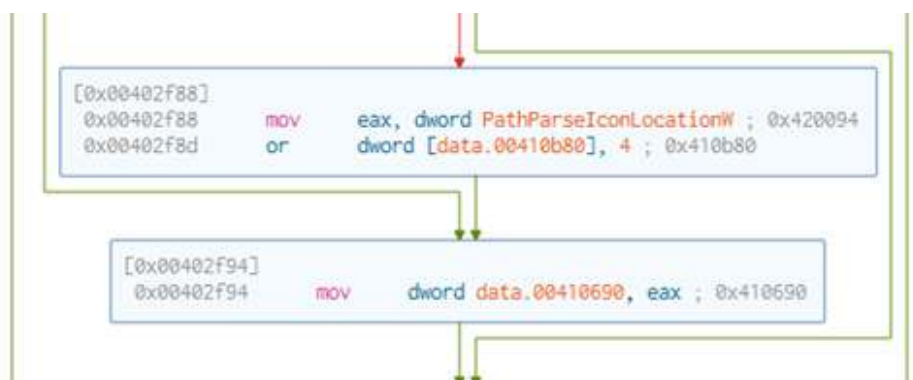 [0x00402f88]
0x00402f88 mov eax, dword PathParseIconLocationW ; 0x420094
0x00402f8d or dword [data.00410b80], 4 ; 0x410b80
[0x00402f94]
0x00402f94 mov dword data.00410690, eax ; 0x410690